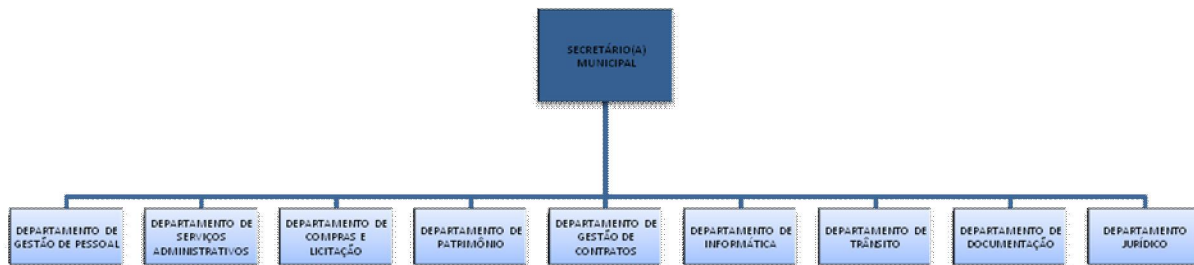 SECRETÁRIO(A)
MUNICIPAL
DEPARTAMENTO DE
GESTÃO DE PESSOAL
DEPARTAMENTO DE
SERVIÇOS
ADMINISTRATIVOS
DEPARTAMENTO DE
COMPRAS E
LICITAÇÃO
DEPARTAMENTO DE
PATRIMÔNIO
DEPARTAMENTO DE
GESTÃO DE
CONTRATOS
DEPARTAMENTO DE
INFORMÁTICA
DEPARTAMENTO DE
TRÂNSITO
DEPARTAMENTO DE
DOCUMENTAÇÃO
DEPARTAMENTO
JURÍDICO